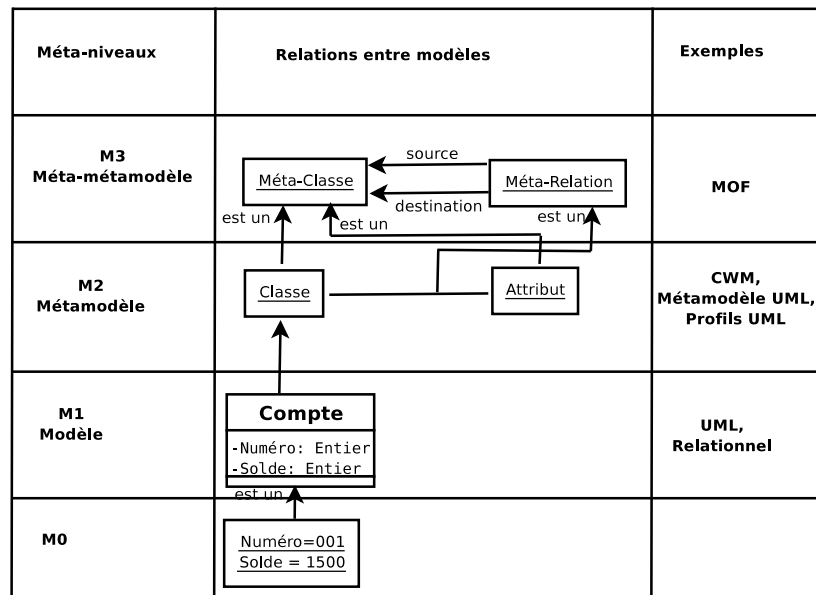 Méta-niveaux
Relations entre modèles
Exemples
M3
Méta-métamodèle
source
Méta-Classe
Méta-Relation
destination
est un
est un
est un
MOF
M2
Métamodèle
Classe
Attribut
CWM,
Métamodèle UML,
Profils UML
M1
Modèle
Compte
-Numéro: Entier
-Solde: Entier
est un
UML,
Relationnel
M0
Numéro=001
Solde = 1500